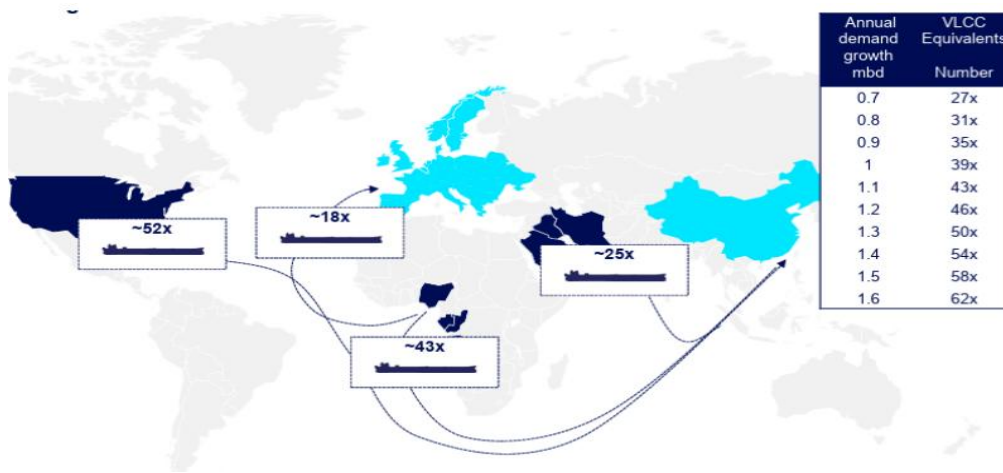 ~52x
~18x
~25x
~43x
Annual demand growth mbd VLCC Equivalents Number
0.7 27x
0.8 31x
0.9 35x
1 39x
1.1 43x
1.2 46x
1.3 50x
1.4 54x
1.5 58x
1.6 62x